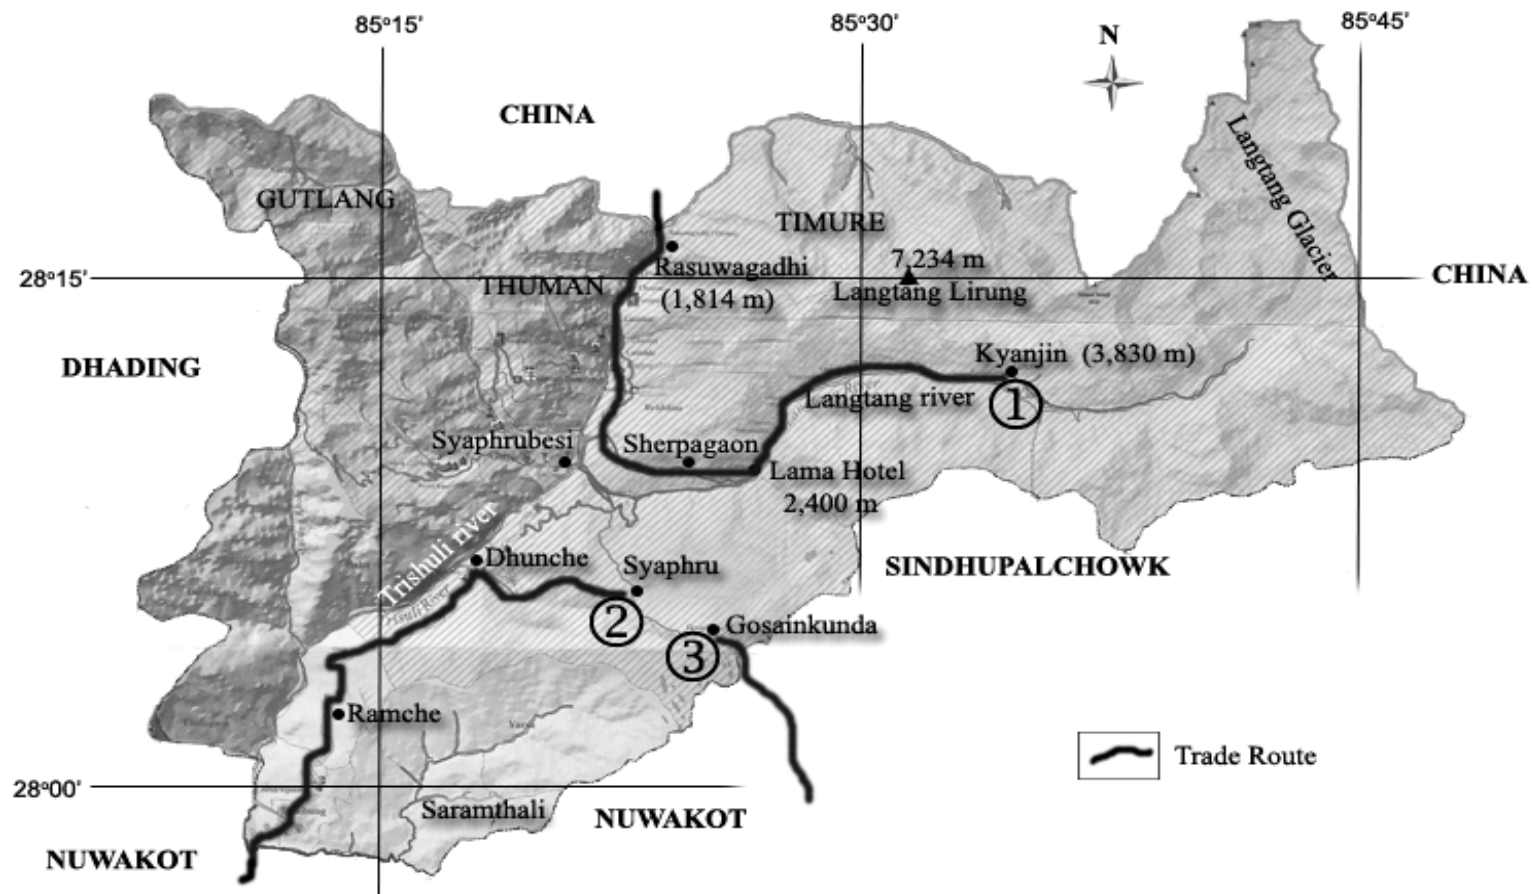 85°15'
85°30'
85°45'
N
CHINA
Langtang Glacier
GUTLANG
TIMURE
7,234 m
Rasuwagadhi
28°15'
CHINA
THUMAN
(1,814 m)
Langtang Lirung
DHADING
Kyanjin (3,830 m)
Langtang river
1
Syaphrubesi
Sherpagaon
Lama Hotel
2,400 m
Trishuli river
Dhunche
Syaphru
SINDHUPALCHOWK
2
Gosainkunda
3
Ramche
Trade Route
28°00'
Saramthali
NUWAKOT
NUWAKOT